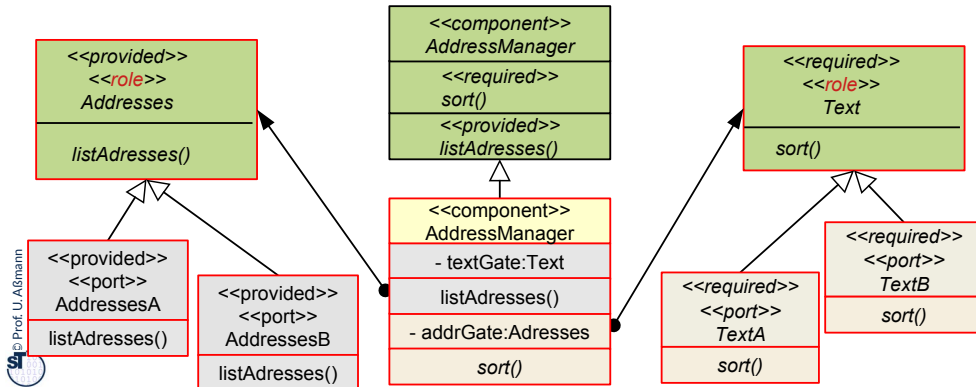 <<provided>>
<<role>>
Addresses
listAdresses()
<<component>>
AddressManager
<<required>>
sort()
<<provided>>
listAdresses()
<<required>>
<<role>>
Text
sort()
<<provided>>
<<port>>
AddressesA
listAdresses()
<<provided>>
<<port>>
AddressesB
listAdresses()
<<component>>
AddressManager
- textGate:Text
listAdresses()
- addrGate:Adresses
sort()
<<required>>
<<port>>
TextA
sort()
<<required>>
<<port>>
TextB
sort()
© Prof. U. Aßmann
ST